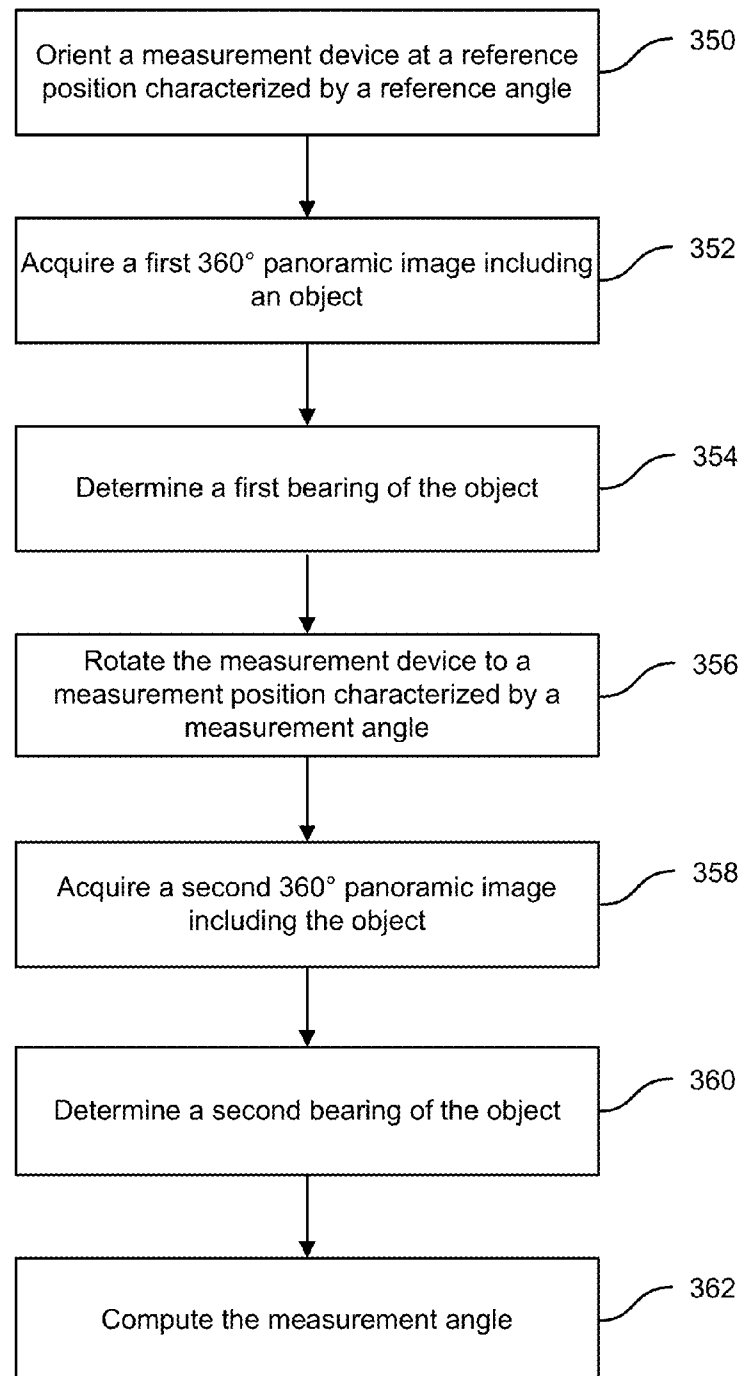 Orient a measurement device at a reference
position characterized by a reference angle
350
Acquire a first 360° panoramic image including
an object
352
Determine a first bearing of the object
354
Rotate the measurement device to a
measurement position characterized by a
measurement angle
356
Acquire a second 360° panoramic image
including the object
358
Determine a second bearing of the object
360
Compute the measurement angle
362